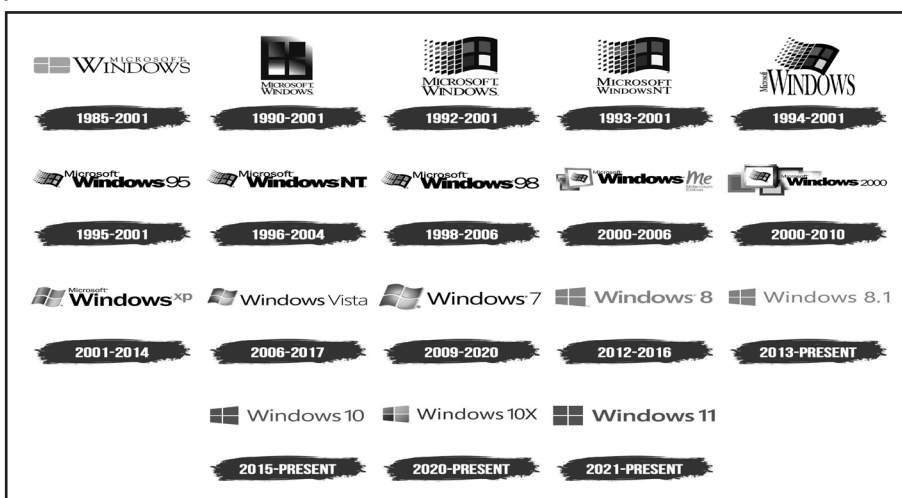 MICROSOFT
WINDOWS
MICROSOFT
WINDOWS
MICROSOFT
WINDOWS
MICROSOFT
WINDOWS NT
Microsoft
WINDOWS
1985-2001
1990-2001
1992-2001
1993-2001
1994-2001
Microsoft
Windows 95
Microsoft
Windows NT
Microsoft
Windows 98
Microsoft
Windows Me
Millennium
Edition
Microsoft
Windows 2000
1995-2001
1996-2004
1998-2006
2000-2006
2000-2010
Microsoft
Windows xp
Windows Vista
Windows 7
Windows 8
Windows 8.1
2001-2014
2006-2017
2009-2020
2012-2016
2013-PRESENT
Windows 10
Windows 10X
Windows 11
2015-PRESENT
2020-PRESENT
2021-PRESENT